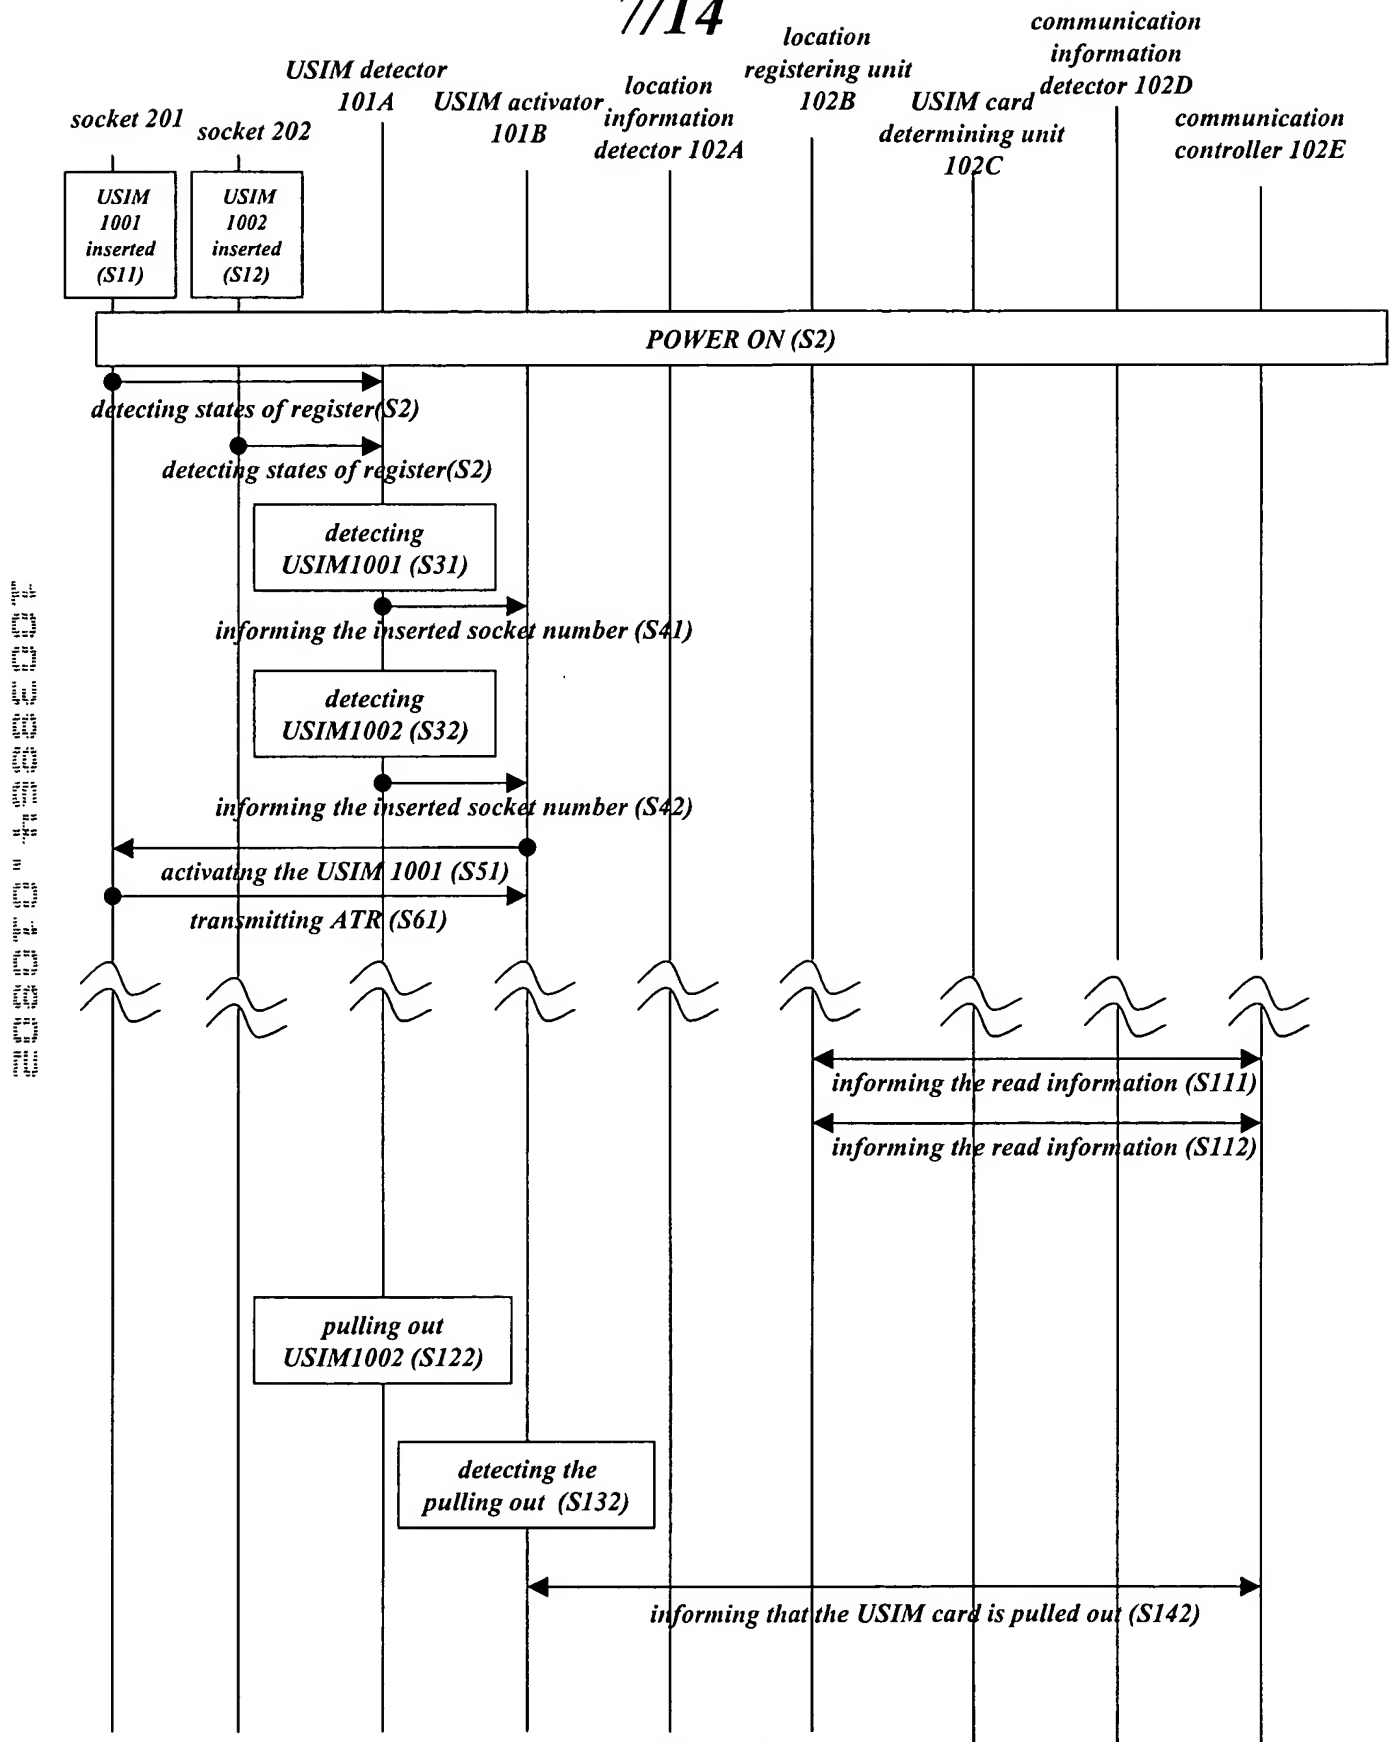 7/14
socket 201
socket 202
USIM detector
101A
USIM activator
101B
location
information
detector 102A
location
registering unit
102B
USIM card
determining unit
102C
communication
information
detector 102D
communication
controller 102E
USIM
1001
inserted
(S11)
USIM
1002
inserted
(S12)
POWER ON (S2)
detecting states of register(S2)
detecting states of register(S2)
detecting
USIM1001 (S31)
informing the inserted socket number (S41)
detecting
USIM1002 (S32)
informing the inserted socket number (S42)
activating the USIM 1001 (S51)
transmitting ATR (S61)
informing the read information (S111)
informing the read information (S112)
pulling out
USIM1002 (S122)
detecting the
pulling out (S132)
informing that the USIM card is pulled out (S142)
10038854.010802